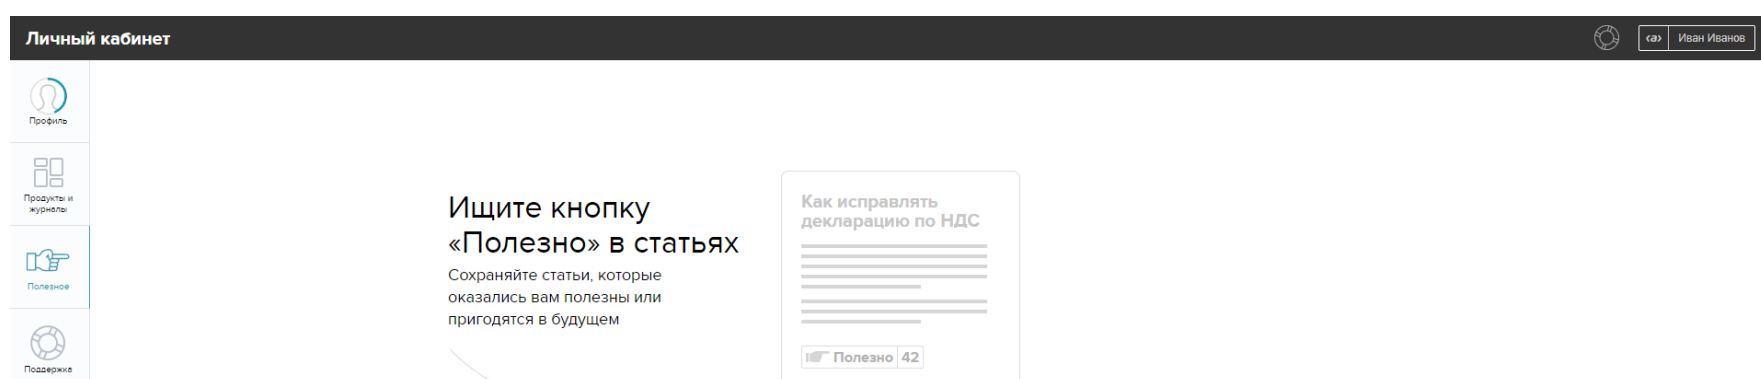 Личный кабинет
‹a› Иван Иванов
Профиль
Продукты и
журналы
Полезное
Поддержка
Ищите кнопку
«Полезно» в статьях
Сохраняйте статьи, которые
оказались вам полезны или
пригодятся в будущем
Как исправлять
декларацию по НДС
Полезно 42